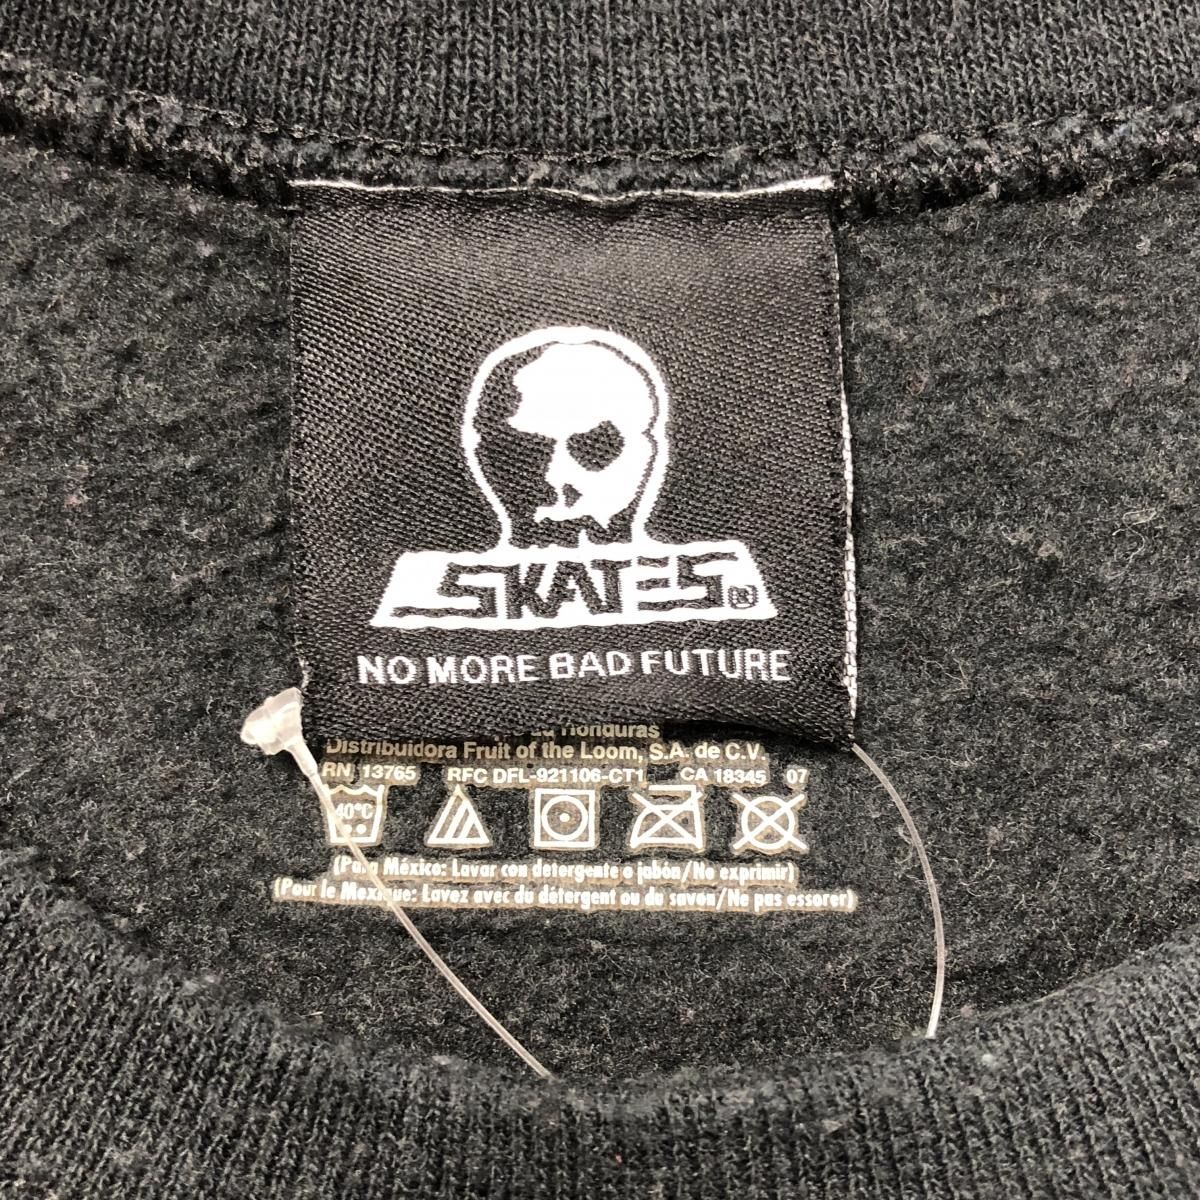 SKATES®
NO MORE BAD FUTURE
Honduras
Distribuidora Fruit of the Loom, S.A. de C.V.
RN 13765 RFC DFL-921106-CT1 CA 18345 07
40°C
(Para México: Lavar con detergente o jabón/No exprimir)
(Pour le Mexique: Lavez avec du détergent ou du savon/Ne pas essorer)